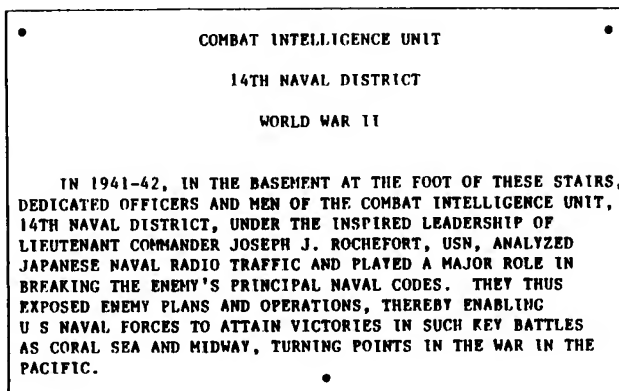 COMBAT INTELLIGENCE UNIT
14TH NAVAL DISTRICT
WORLD WAR II
IN 1941-42, IN THE BASEMENT AT THE FOOT OF THESE STAIRS,
DEDICATED OFFICERS AND MEN OF THE COMBAT INTELLIGENCE UNIT,
14TH NAVAL DISTRICT, UNDER THE INSPIRED LEADERSHIP OF
LIEUTENANT COMMANDER JOSEPH J. ROCHEFORT, USN, ANALYZED
JAPANESE NAVAL RADIO TRAFFIC AND PLAYED A MAJOR ROLE IN
BREAKING THE ENEMY'S PRINCIPAL NAVAL CODES. THEY THUS
EXPOSED ENEMY PLANS AND OPERATIONS, THEREBY ENABLING
U S NAVAL FORCES TO ATTAIN VICTORIES IN SUCH KEY BATTLES
AS CORAL SEA AND MIDWAY, TURNING POINTS IN THE WAR IN THE
PACIFIC.